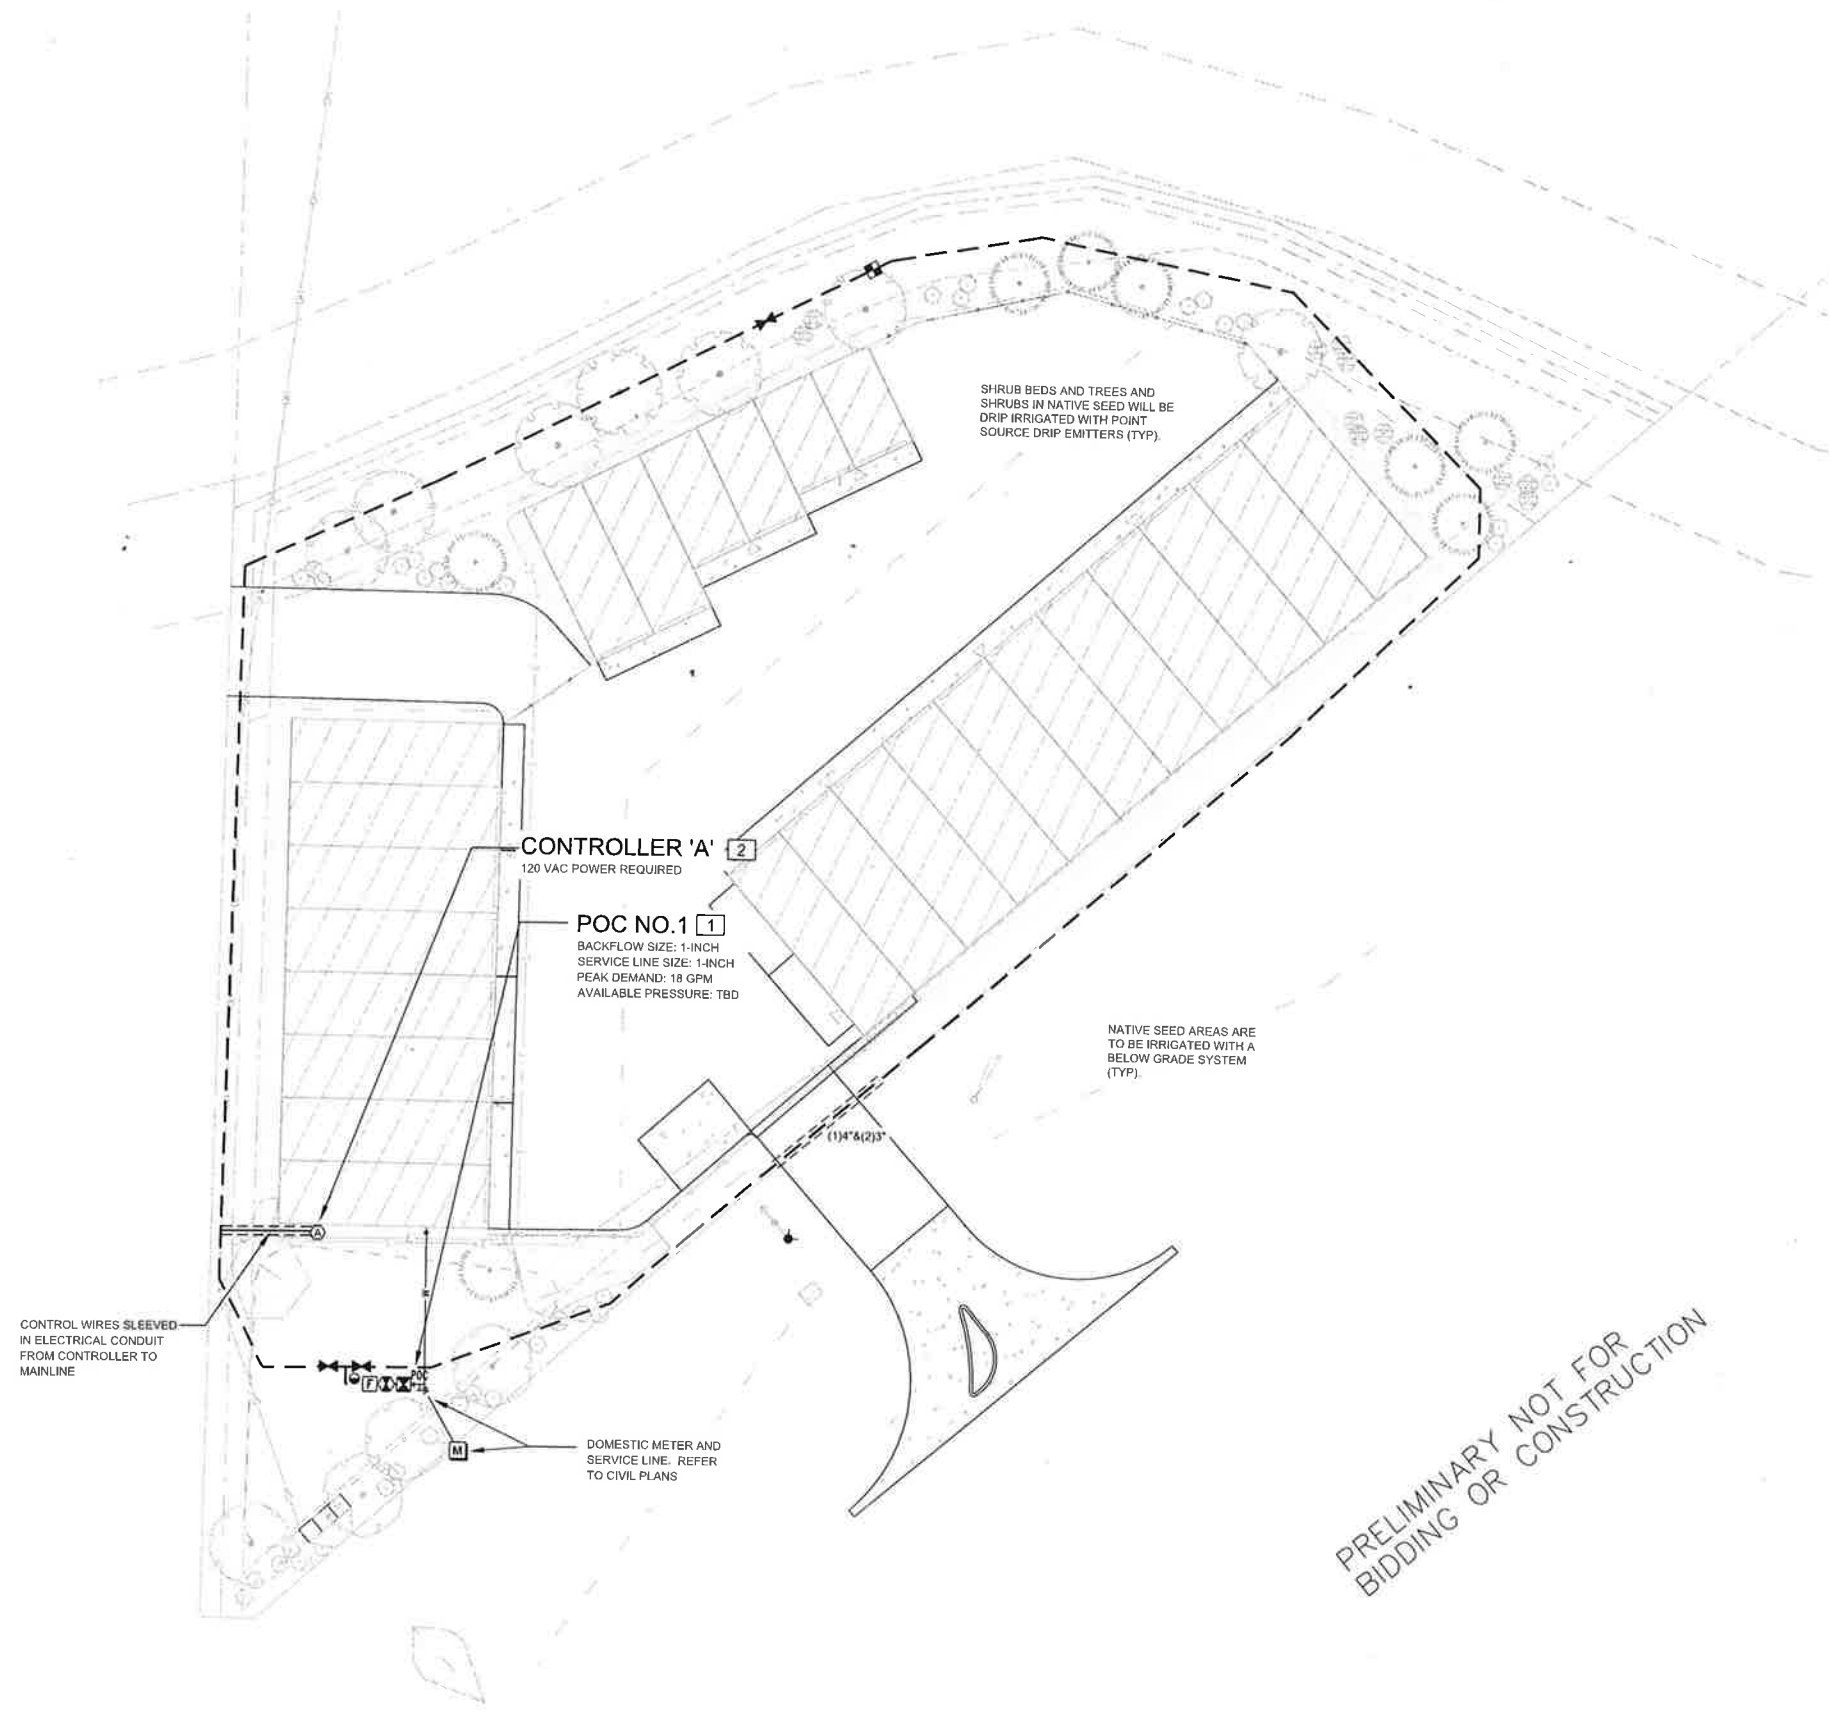 SHRUB BEDS AND TREES AND
SHRUBS IN NATIVE SEED WILL BE
DRIP IRRIGATED WITH POINT
SOURCE DRIP EMITTERS (TYP).
CONTROLLER 'A' 2
120 VAC POWER REQUIRED
POC NO.1 1
BACKFLOW SIZE: 1-INCH
SERVICE LINE SIZE: 1-INCH
PEAK DEMAND: 18 GPM
AVAILABLE PRESSURE: TBD
NATIVE SEED AREAS ARE
TO BE IRRIGATED WITH A
BELOW GRADE SYSTEM
(TYP).
(1)4"&(2)3"
A
CONTROL WIRES SLEEVED
IN ELECTRICAL CONDUIT
FROM CONTROLLER TO
MAINLINE
POC
F
M
DOMESTIC METER AND
SERVICE LINE. REFER
TO CIVIL PLANS
PRELIMINARY NOT FOR
BIDDING OR CONSTRUCTION